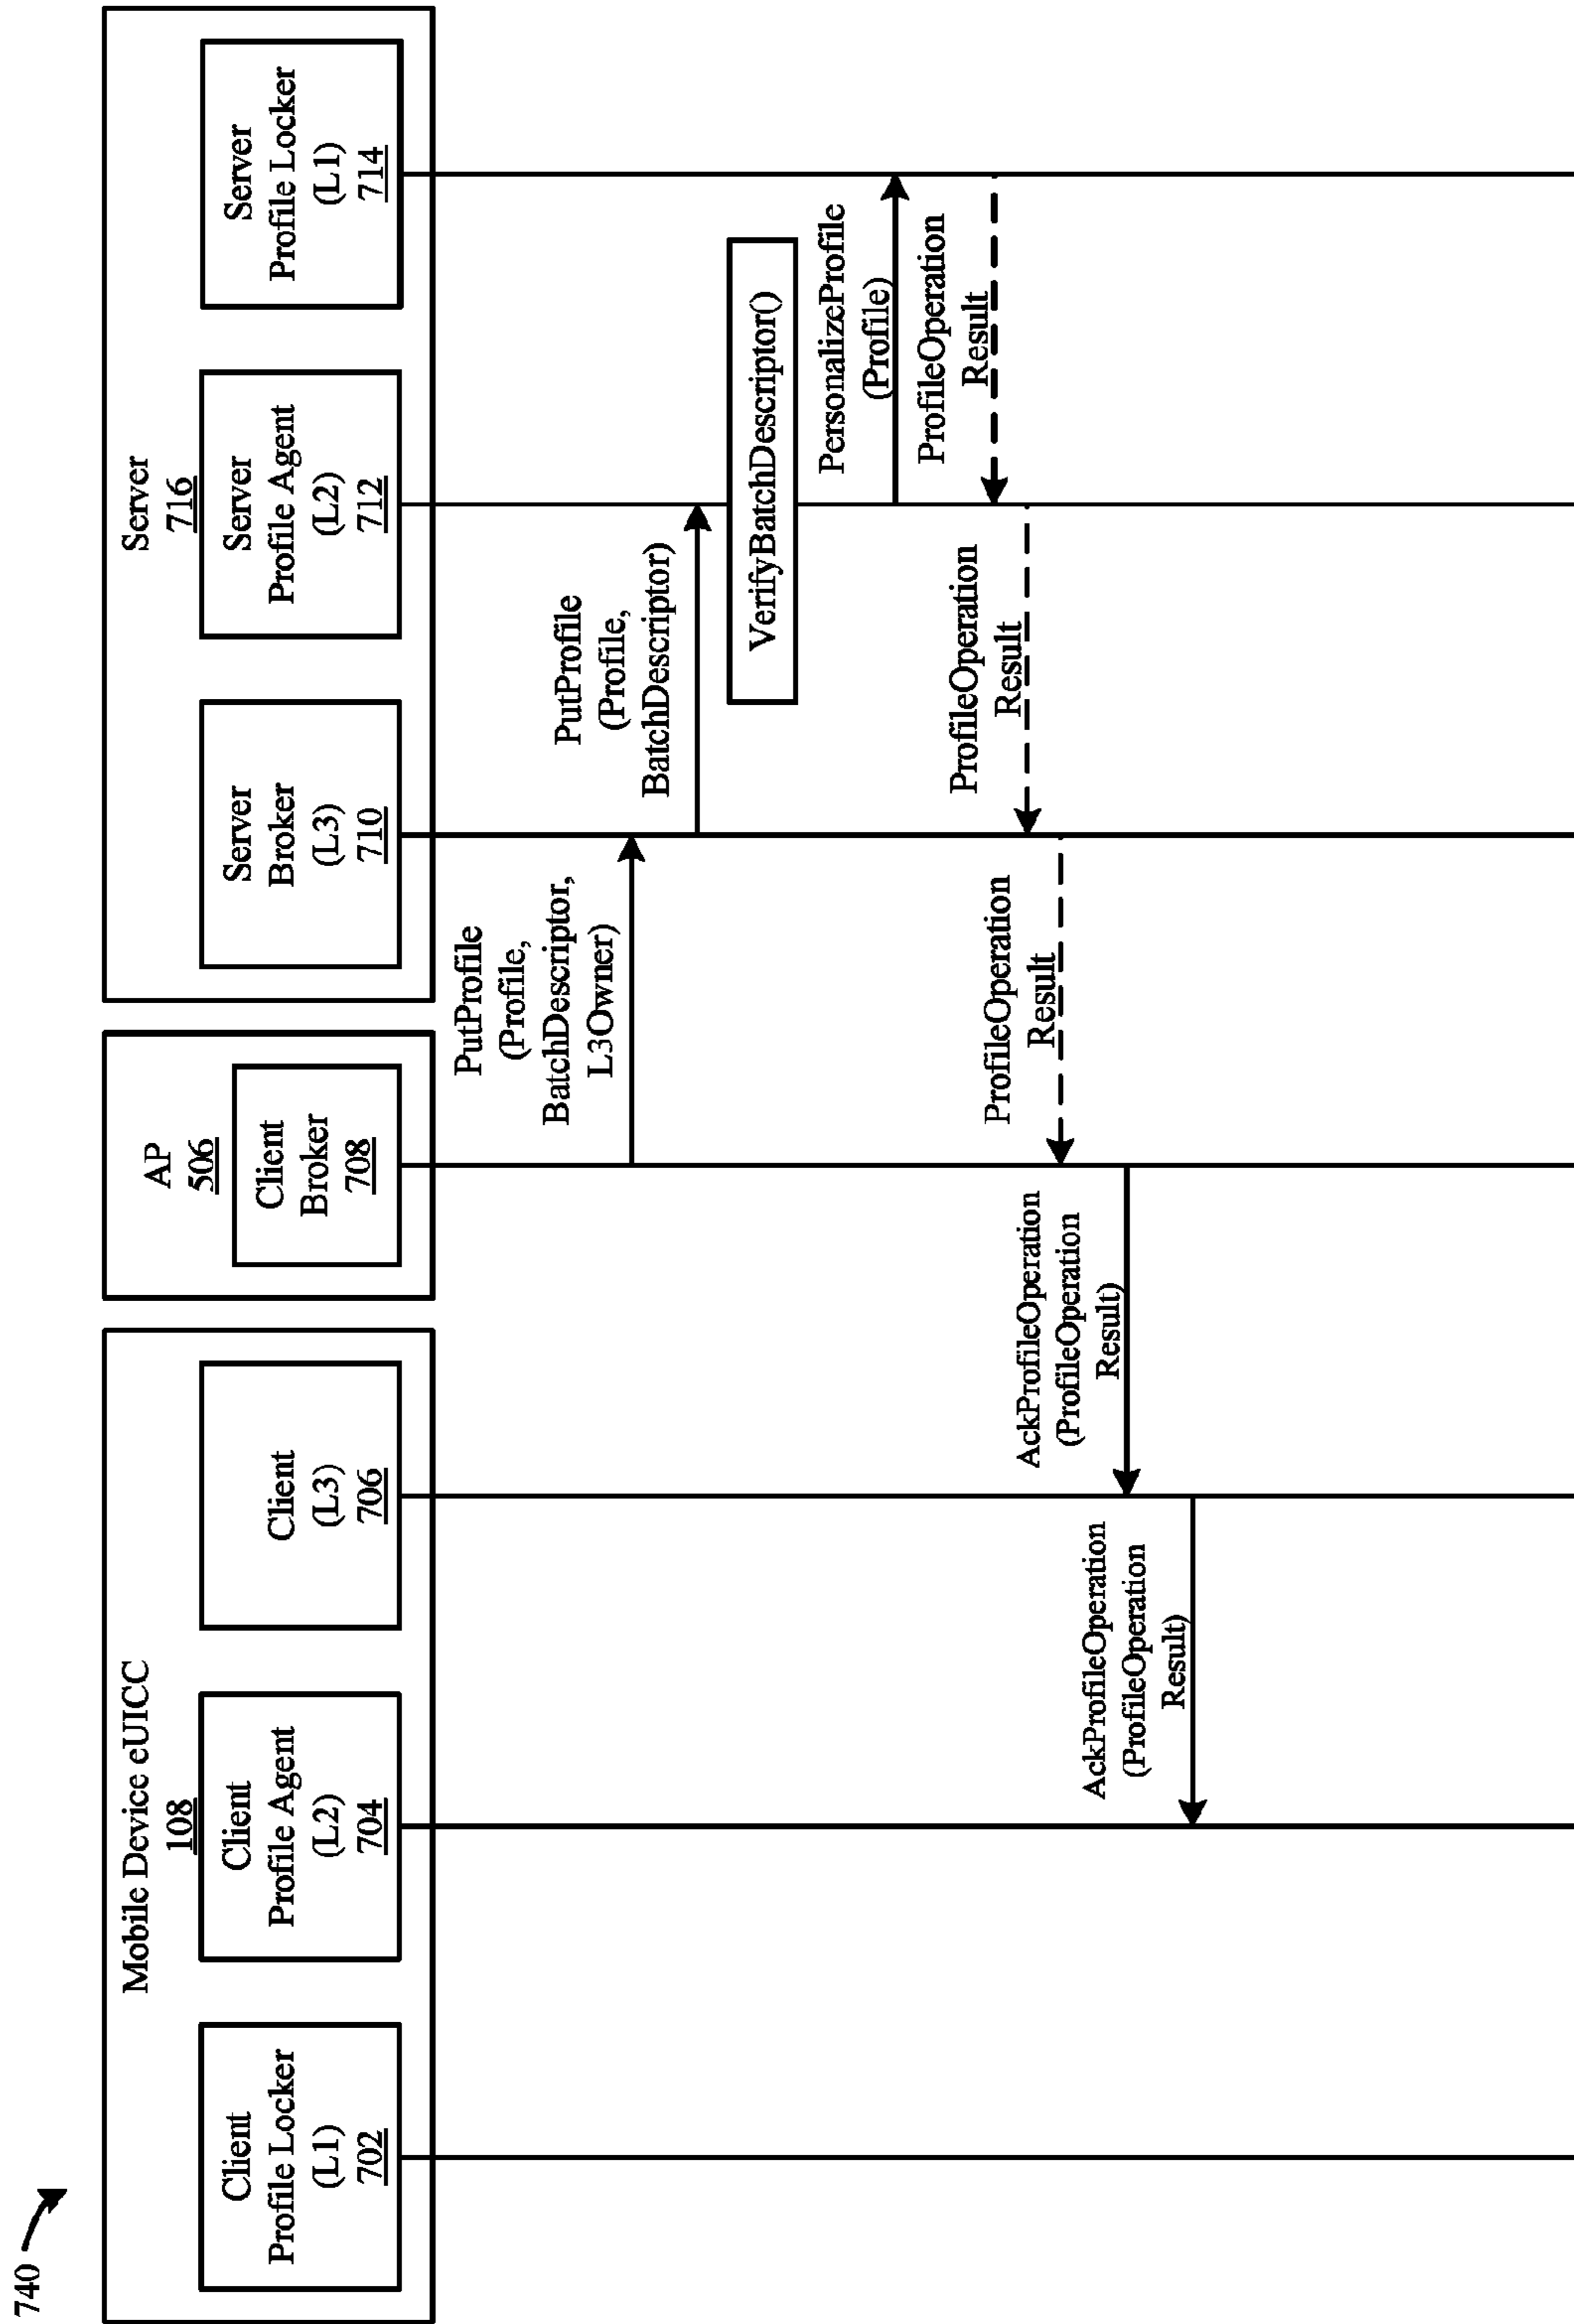 740
Mobile Device eUICC
108
Client
Profile Locker
(L1)
702
Client
Profile Agent
(L2)
704
Client
(L3)
706
AP
506
Client
Broker
708
Server
716
Server
Broker
(L3)
710
Server
Profile Agent
(L2)
712
Server
Profile Locker
(L1)
714
PutProfile
(Profile,
BatchDescriptor,
L3Owner)
PutProfile
(Profile,
BatchDescriptor)
VerifyBatchDescriptor()
PersonalizeProfile
(Profile)
ProfileOperation
Result
ProfileOperation
Result
ProfileOperation
Result
AckProfileOperation
(ProfileOperation
Result)
AckProfileOperation
(ProfileOperation
Result)